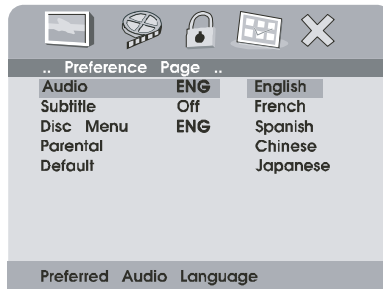 .. Preference Page ..
Audio ENG English
Subtitle Off French
Disc Menu ENG Spanish
Parental Chinese
Default Japanese
Preferred Audio Language